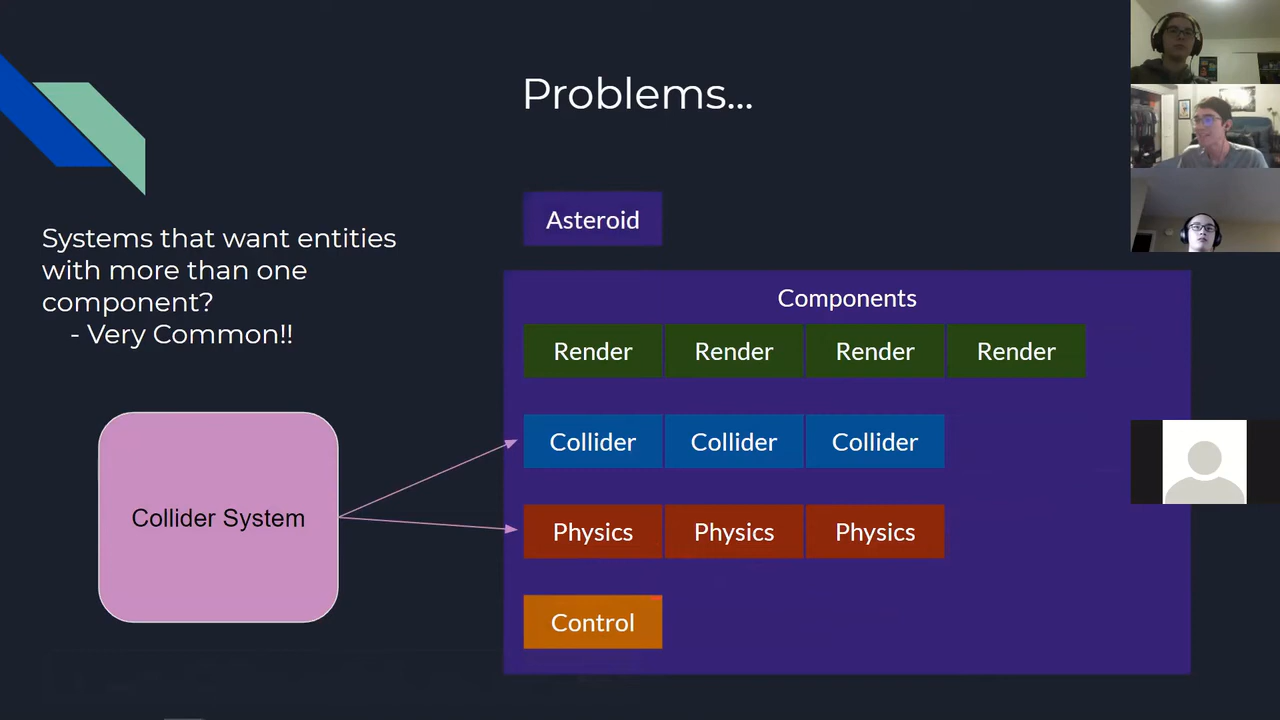 Problems...
Systems that want entities
with more than one
component?
- Very Common!!
Collider System
Asteroid
Components
Render Render Render Render
Collider Collider Collider
Physics Physics Physics
Control